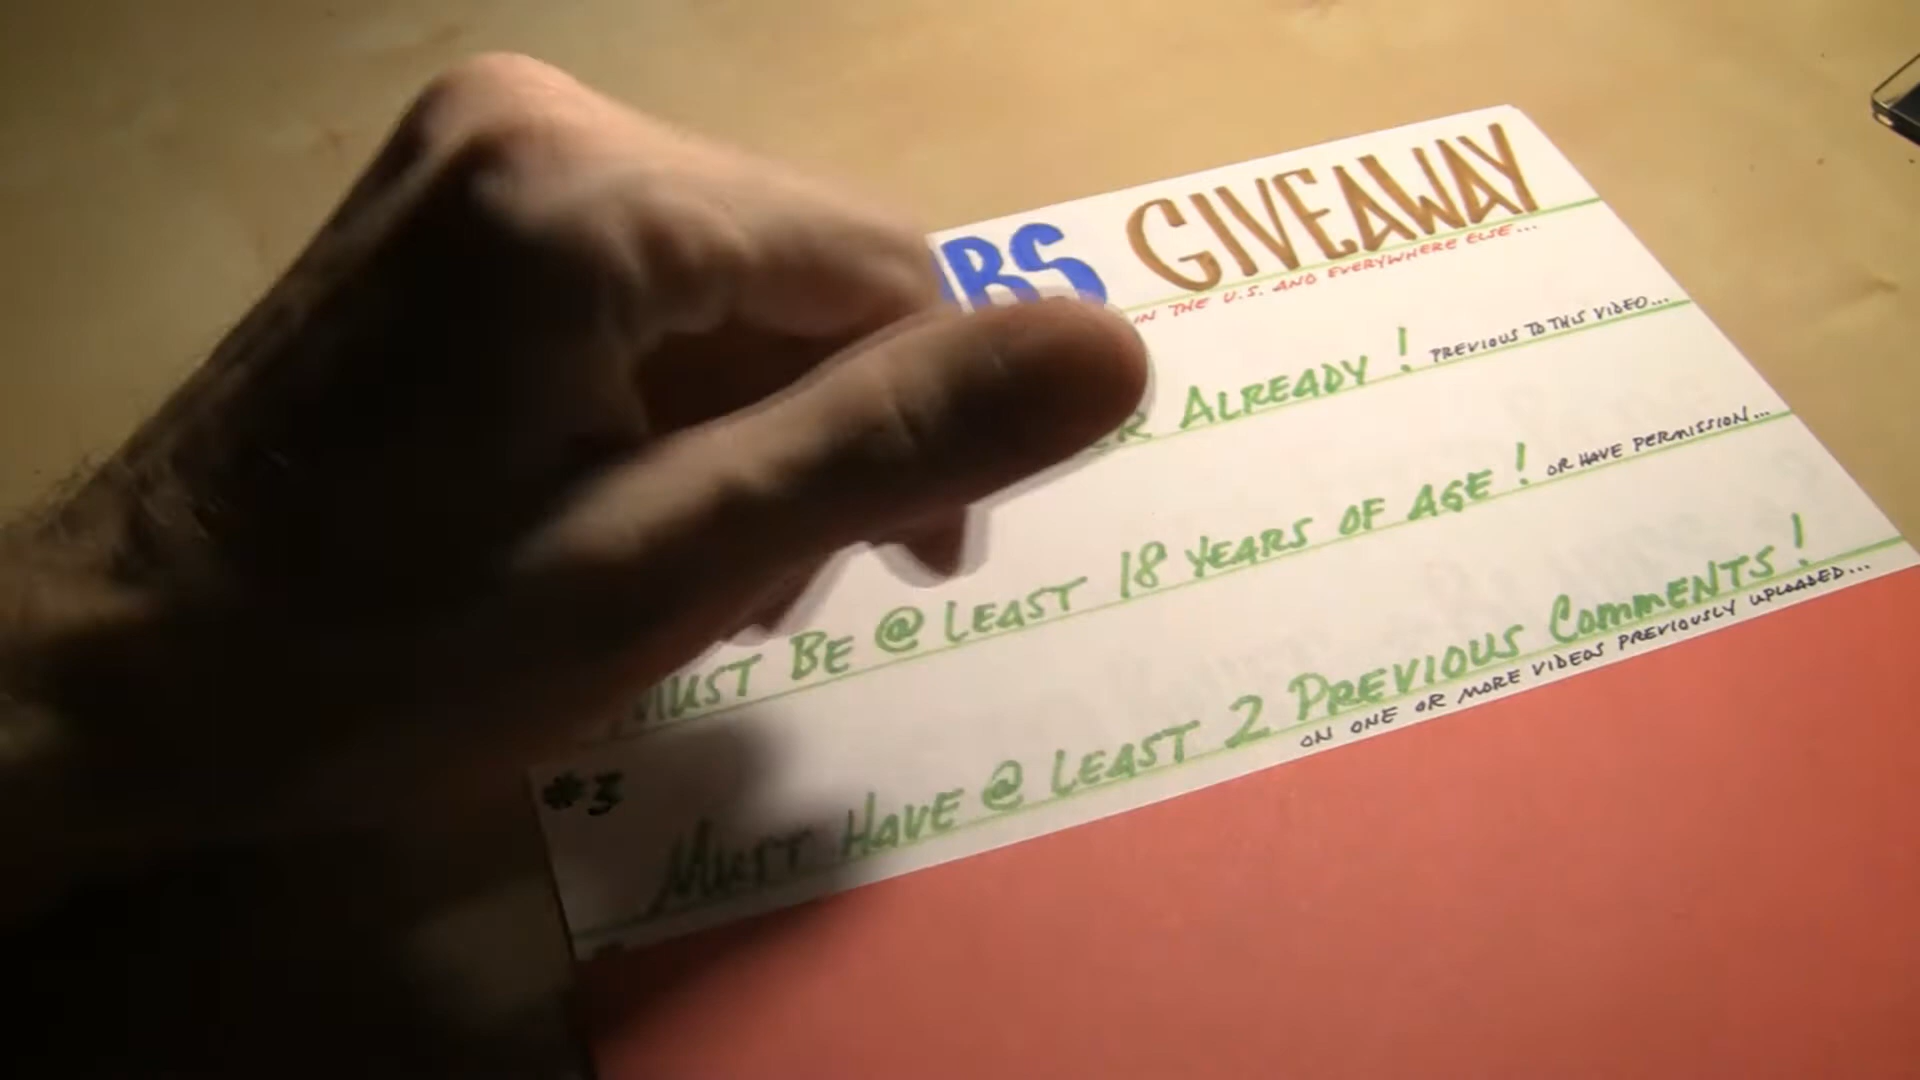 GIVEAWAY
IN THE U.S. AND EVERYWHERE ELSE...
ALREADY! PREVIOUS TO THIS VIDEO...
MUST BE @ LEAST 18 YEARS OF AGE! OR HAVE PERMISSION...
#3
MUST HAVE @ LEAST 2 PREVIOUS COMMENTS!
ON ONE OR MORE VIDEOS PREVIOUSLY UPLOADED...